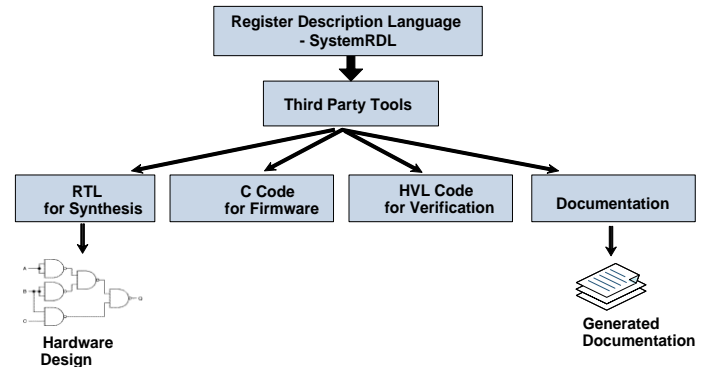 Register Description Language
- SystemRDL
Third Party Tools
RTL
for Synthesis
C Code
for Firmware
HVL Code
for Verification
Documentation
A
B
C
Q
Hardware
Design
Generated
Documentation